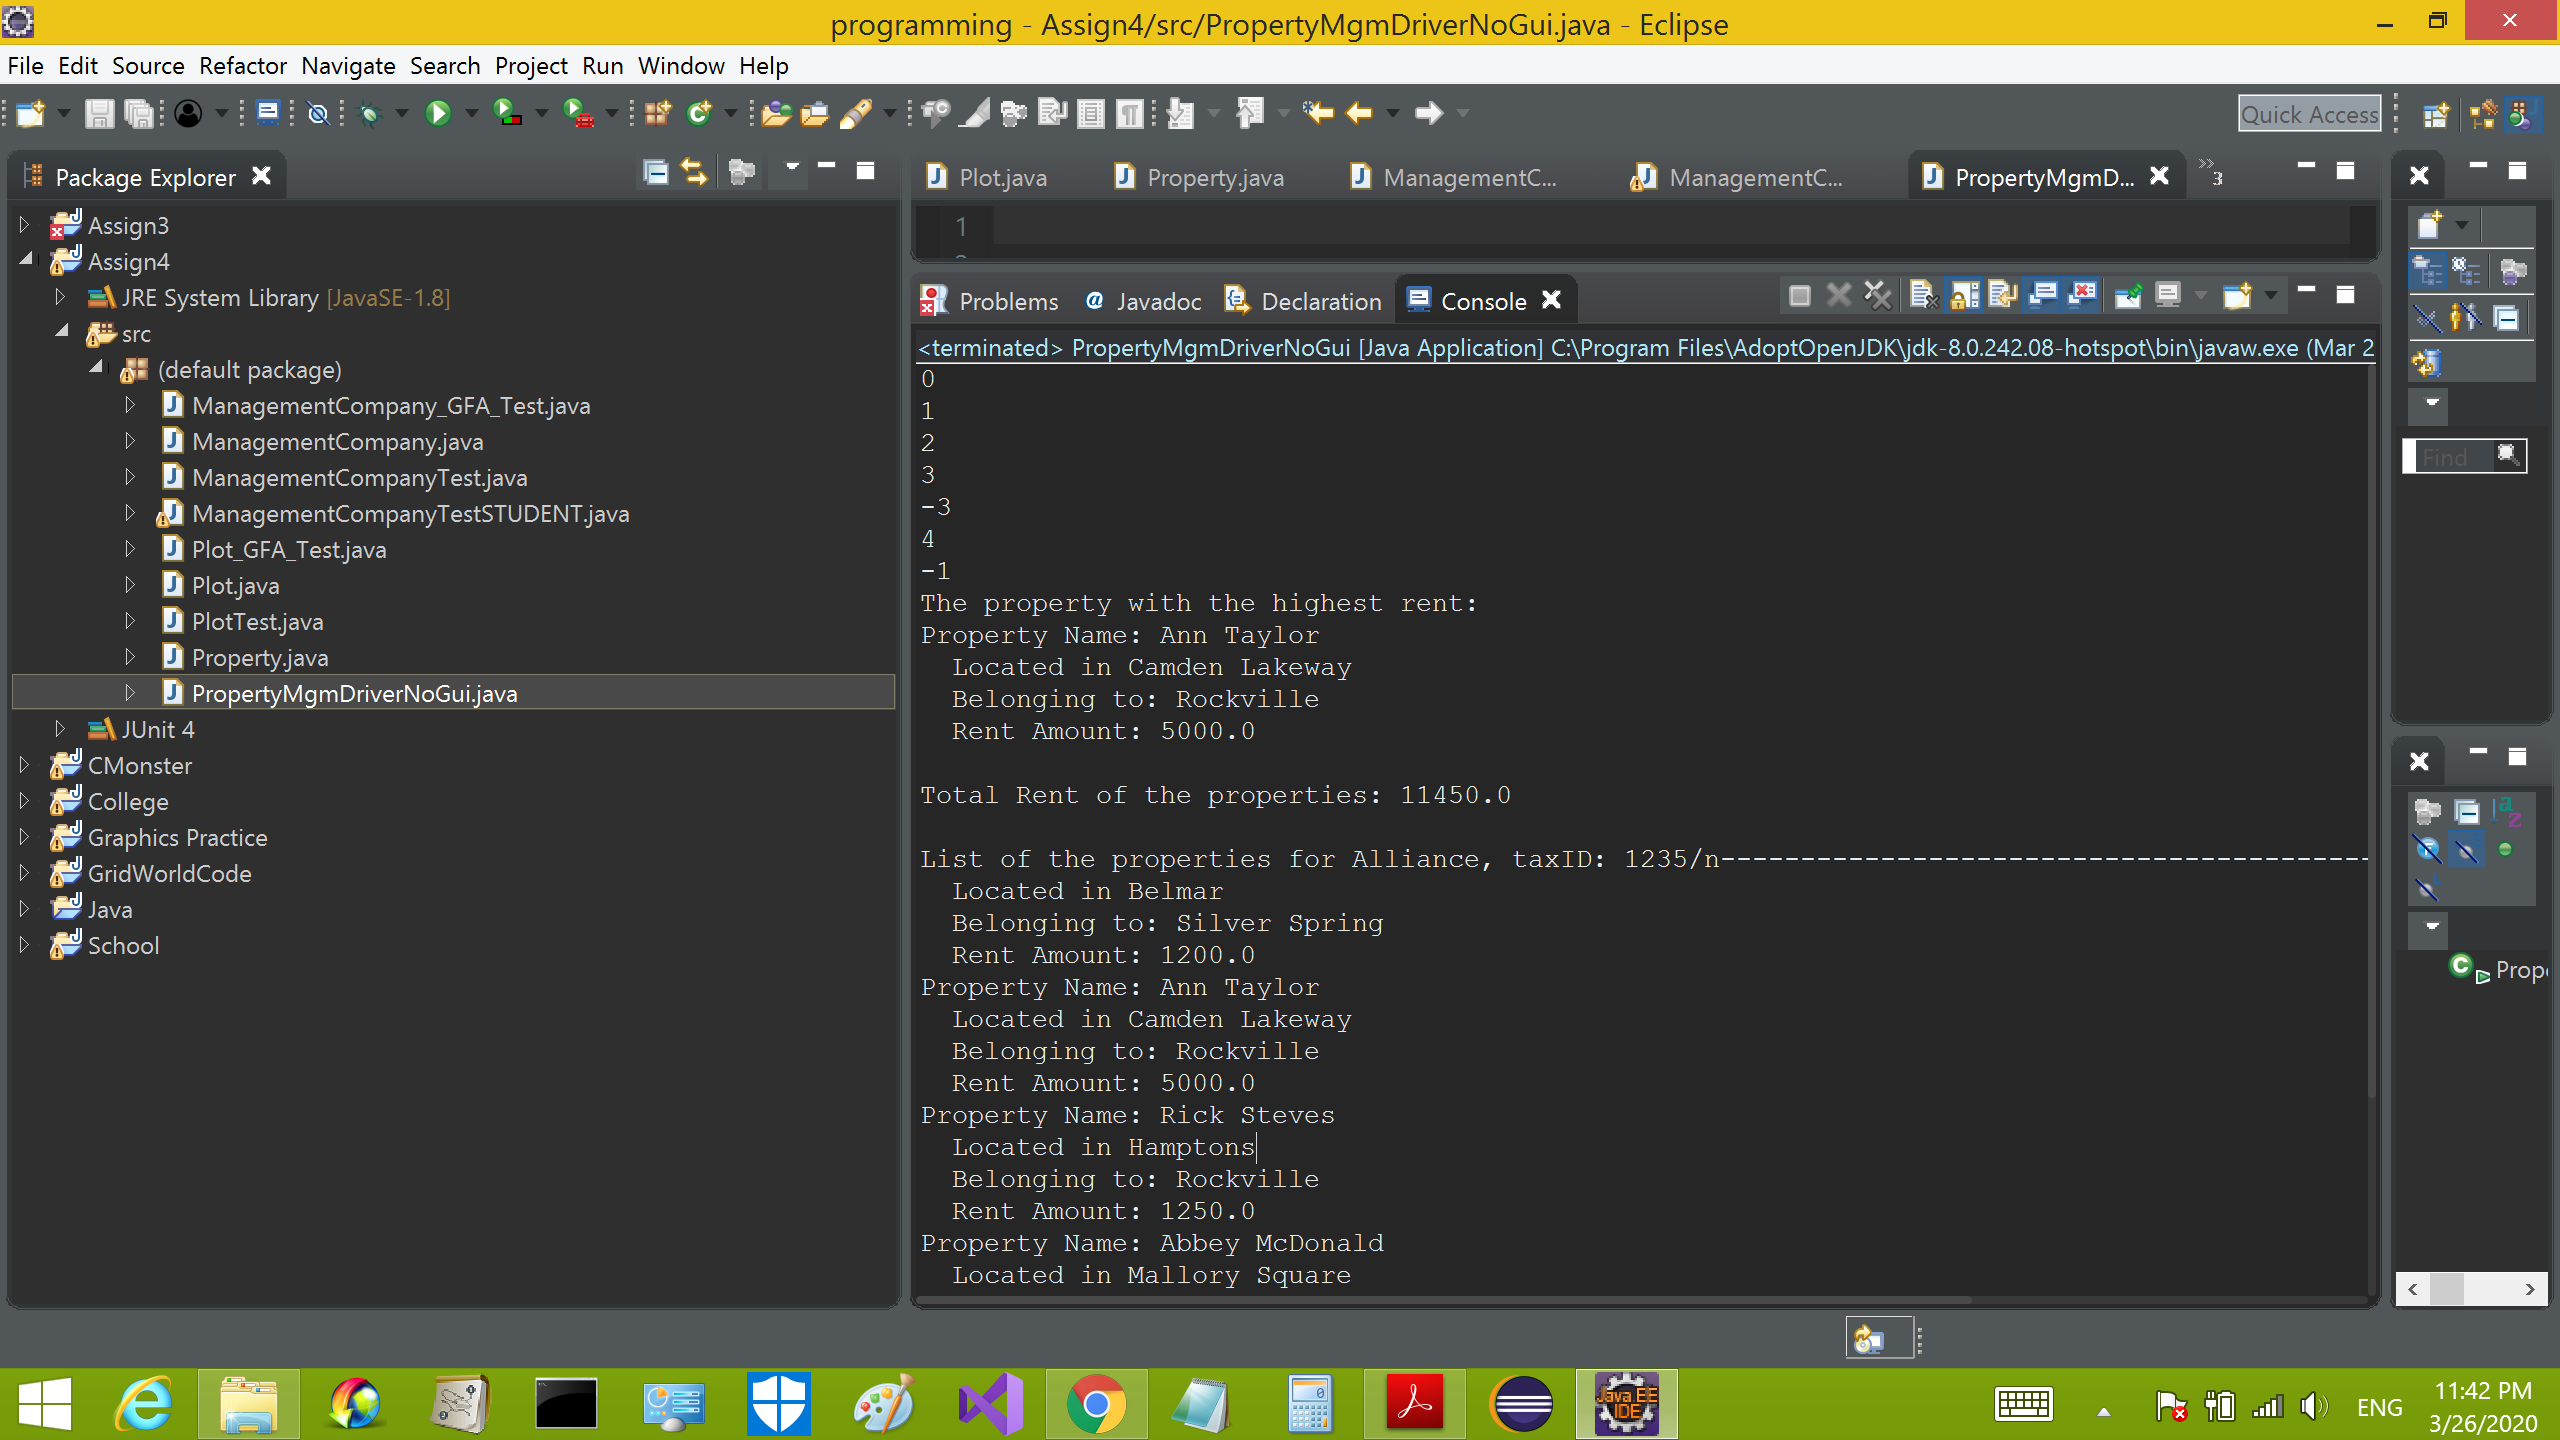 programming - Assign4/src/PropertyMgmDriverNoGui.java - Eclipse
File Edit Source Refactor Navigate Search Project Run Window Help
Quick Access
Package Explorer
Assign3
Assign4
JRE System Library [JavaSE-1.8]
src
(default package)
ManagementCompany_GFA_Test.java
ManagementCompany.java
ManagementCompanyTest.java
ManagementCompanyTestSTUDENT.java
Plot_GFA_Test.java
Plot.java
PlotTest.java
Property.java
PropertyMgmDriverNoGui.java
JUnit 4
CMonster
College
Graphics Practice
GridWorldCode
Java
School
Plot.java Property.java ManagementC... ManagementC... PropertyMgmD... 3
1
Problems Javadoc Declaration Console
<terminated> PropertyMgmDriverNoGui [Java Application] C:\Program Files\AdoptOpenJDK\jdk-8.0.242.08-hotspot\bin\javaw.exe (Mar 2
0
1
2
3
-3
4
-1
The property with the highest rent:
Property Name: Ann Taylor
Located in Camden Lakeway
Belonging to: Rockville
Rent Amount: 5000.0
Total Rent of the properties: 11450.0
List of the properties for Alliance, taxID: 1235/n-----------------------------------------
Located in Belmar
Belonging to: Silver Spring
Rent Amount: 1200.0
Property Name: Ann Taylor
Located in Camden Lakeway
Belonging to: Rockville
Rent Amount: 5000.0
Property Name: Rick Steves
Located in Hamptons
Belonging to: Rockville
Rent Amount: 1250.0
Property Name: Abbey McDonald
Located in Mallory Square
Find
Prop
Java EE
IDE
ENG
11:42 PM
3/26/2020